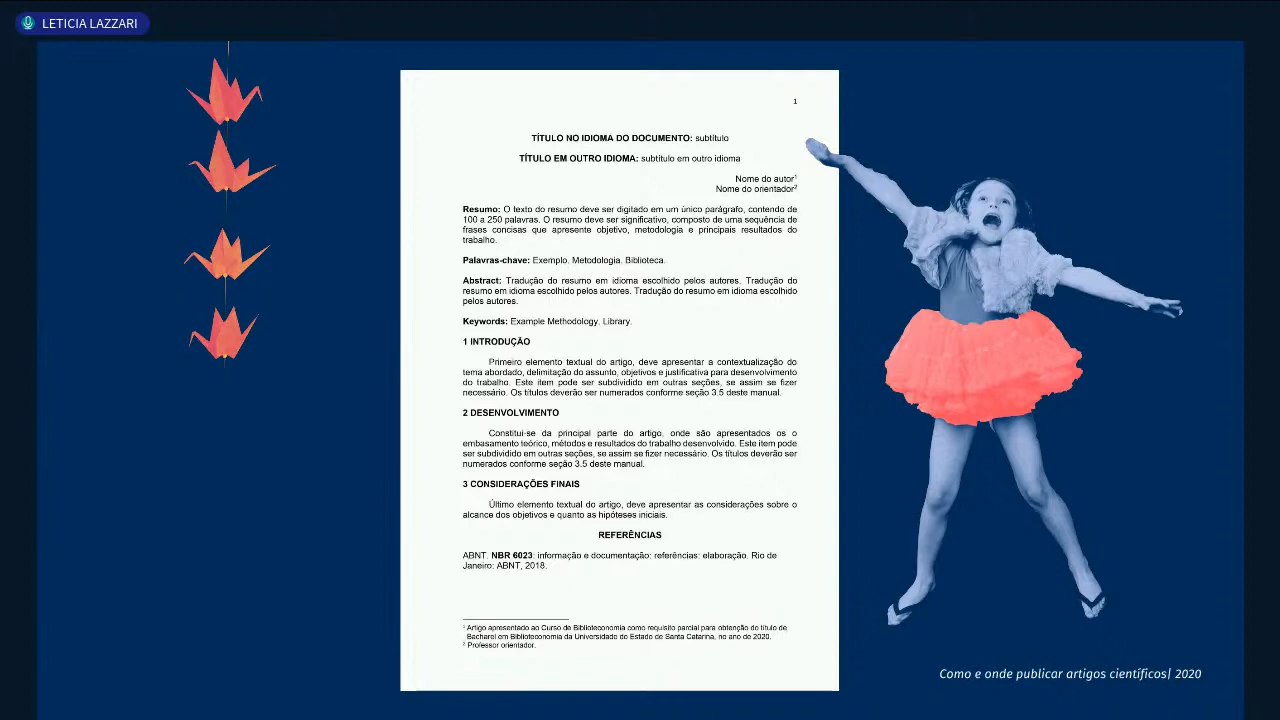 LETICIA LAZZARI
1
TÍTULO NO IDIOMA DO DOCUMENTO: subtítulo
TÍTULO EM OUTRO IDIOMA: subtítulo em outro idioma
Nome do autor¹
Nome do orientador²
Resumo: O texto do resumo deve ser digitado em um único parágrafo, contendo de
100 a 250 palavras. O resumo deve ser significativo, composto de uma sequência de
frases concisas que apresente objetivo, metodologia e principais resultados do
trabalho.
Palavras-chave: Exemplo. Metodologia. Biblioteca.
Abstract: Tradução do resumo em idioma escolhido pelos autores. Tradução do
resumo em idioma escolhido pelos autores. Tradução do resumo em idioma escolhido
pelos autores.
Keywords: Example Methodology. Library.
1 INTRODUÇÃO
Primeiro elemento textual do artigo, deve apresentar a contextualização do
tema abordado, delimitação do assunto, objetivos e justificativa para desenvolvimento
do trabalho. Este item pode ser subdividido em outras seções, se assim se fizer
necessário. Os títulos deverão ser numerados conforme seção 3.5 deste manual.
2 DESENVOLVIMENTO
Constitui-se da principal parte do artigo, onde são apresentados os o
embasamento teórico, métodos e resultados do trabalho desenvolvido. Este item pode
ser subdividido em outras seções, se assim se fizer necessário. Os títulos deverão ser
numerados conforme seção 3.5 deste manual.
3 CONSIDERAÇÕES FINAIS
Último elemento textual do artigo, deve apresentar as considerações sobre o
alcance dos objetivos e quanto as hipóteses iniciais.
REFERÊNCIAS
ABNT. NBR 6023: informação e documentação: referências: elaboração. Rio de
Janeiro: ABNT, 2018.
¹ Artigo apresentado ao Curso de Biblioteconomia como requisito parcial para obtenção do título de
Bacharel em Biblioteconomia da Universidade do Estado de Santa Catarina, no ano de 2020.
² Professor orientador.
Como e onde publicar artigos científicos| 2020